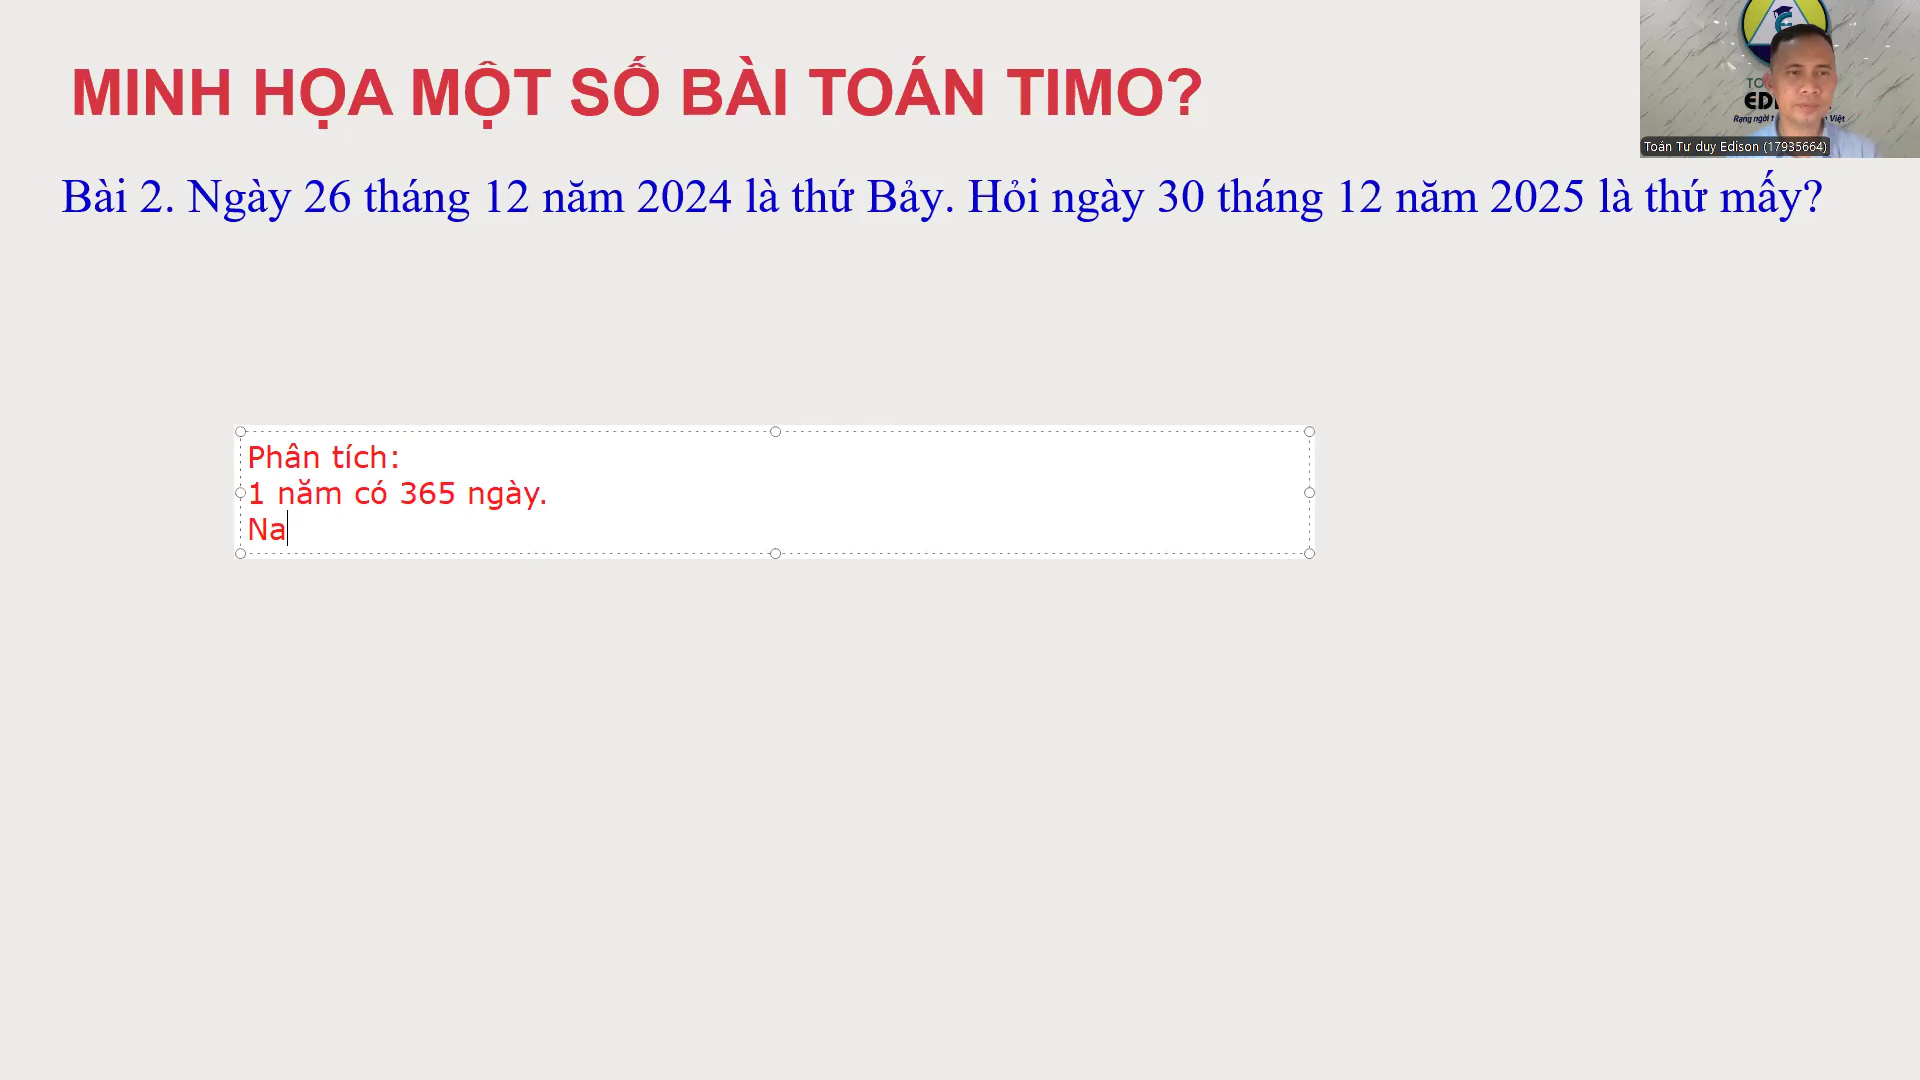 MINH HỌA MỘT SỐ BÀI TOÁN TIMO?
Bài 2. Ngày 26 tháng 12 năm 2024 là thứ Bảy. Hỏi ngày 30 tháng 12 năm 2025 là thứ mấy?
Toán Tư duy Edison (17935664)
Phân tích:
1 năm có 365 ngày.
Na